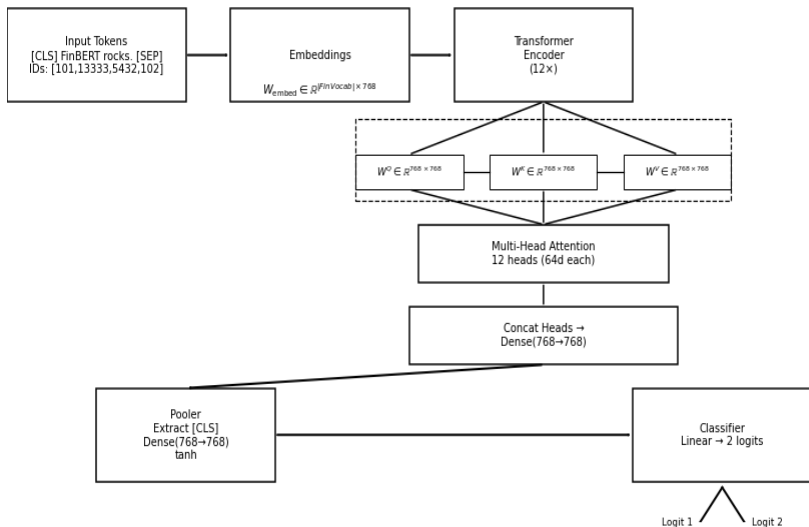 Input Tokens
[CLS] FinBERT rocks. [SEP]
IDs: [101,13333,5432,102]
Embeddings
W_embed ∈ ℝ^|FinVocab|×768
Transformer
Encoder
(12×)
W^Q ∈ ℝ^768×768
W^K ∈ ℝ^768×768
W^V ∈ ℝ^768×768
Multi-Head Attention
12 heads (64d each)
Concat Heads →
Dense(768→768)
Pooler
Extract [CLS]
Dense(768→768)
tanh
Classifier
Linear → 2 logits
Logit 1
Logit 2